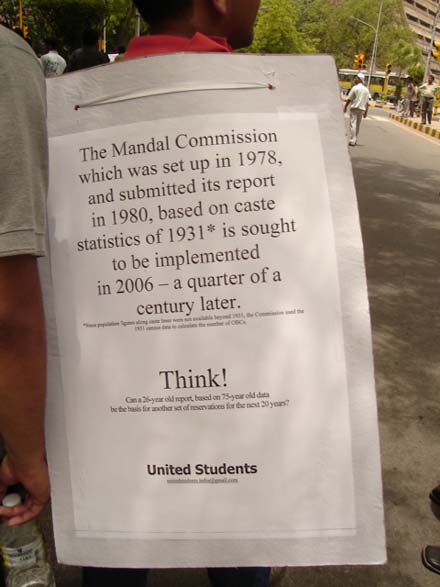 The Mandal Commission
which was set up in 1978,
and submitted its report
in 1980, based on caste
statistics of 1931* is sought
to be implemented
in 2006 – a quarter of a
century later.
*Since population figures along caste lines were not available beyond 1931, the Commission used the
1931 census data to calculate the number of OBCs.
Think!
Can a 26-year old report, based on 75-year old data
be the basis for another set of reservations for the next 20 years?
United Students
unitedstudents.india@gmail.com